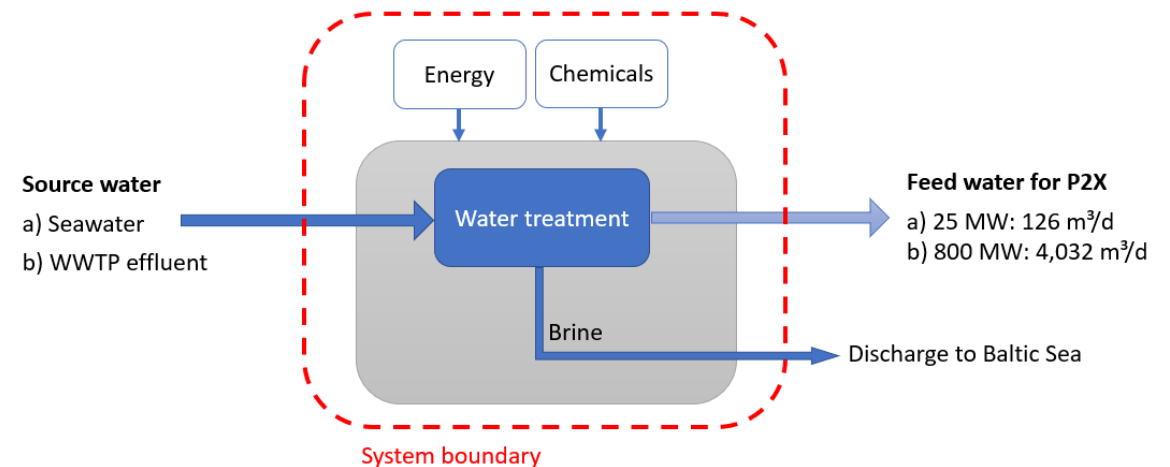 Energy
Chemicals
Source water
a) Seawater
b) WWTP effluent
Water treatment
Feed water for P2X
a) 25 MW: 126 m³/d
b) 800 MW: 4,032 m³/d
Brine
Discharge to Baltic Sea
System boundary